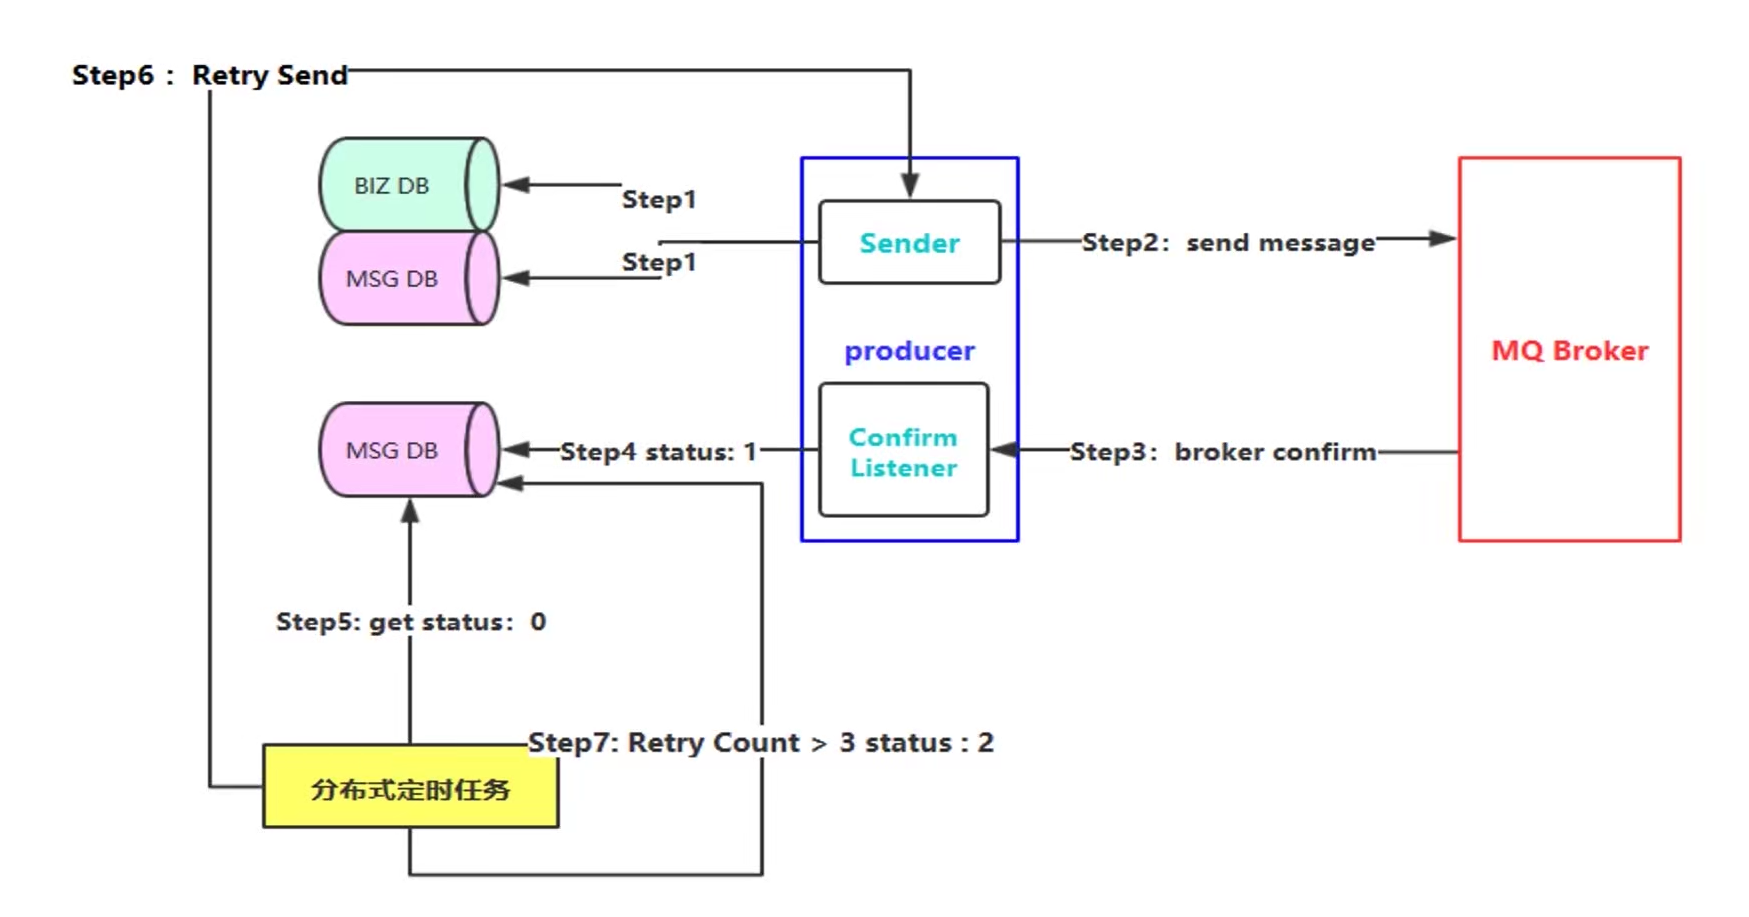 Step6： Retry Send
BIZ DB
Step1
MSG DB
Step1
Sender
Step2：send message
producer
MQ Broker
MSG DB
Step4 status: 1
Confirm
Listener
Step3：broker confirm
Step5: get status： 0
Step7: Retry Count > 3 status : 2
分布式定时任务